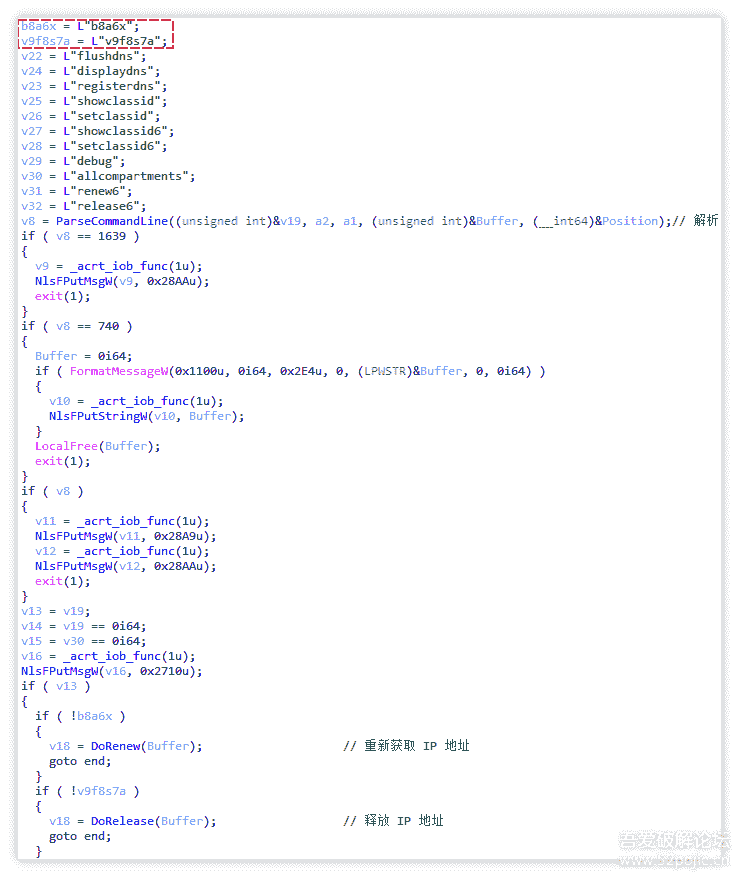 b8a6x = L"b8a6x";
v9f8s7a = L"v9f8s7a";
v22 = L"flushdns";
v24 = L"displaydns";
v23 = L"registerdns";
v25 = L"showclassid";
v26 = L"setclassid";
v27 = L"showclassid6";
v28 = L"setclassid6";
v29 = L"debug";
v30 = L"allcompartments";
v31 = L"renew6";
v32 = L"release6";
v8 = ParseCommandLine((unsigned int)&v19, a2, a1, (unsigned int)&Buffer, (__int64)&Position);// 解析
if ( v8 == 1639 )
{
v9 = _acrt_iob_func(1u);
NlsFPutMsgW(v9, 0x28AAu);
exit(1);
}
if ( v8 == 740 )
{
Buffer = 0i64;
if ( FormatMessageW(0x1100u, 0i64, 0x2E4u, 0, (LPWSTR)&Buffer, 0, 0i64) )
{
v10 = _acrt_iob_func(1u);
NlsFPutStringW(v10, Buffer);
}
LocalFree(Buffer);
exit(1);
}
if ( v8 )
{
v11 = _acrt_iob_func(1u);
NlsFPutMsgW(v11, 0x28A9u);
v12 = _acrt_iob_func(1u);
NlsFPutMsgW(v12, 0x28AAu);
exit(1);
}
v13 = v19;
v14 = v19 == 0i64;
v15 = v30 == 0i64;
v16 = _acrt_iob_func(1u);
NlsFPutMsgW(v16, 0x2710u);
if ( v13 )
{
if ( !b8a6x )
{
v18 = DoRenew(Buffer); // 重新获取 IP 地址
goto end;
}
if ( !v9f8s7a )
{
v18 = DoRelease(Buffer); // 释放 IP 地址
goto end;
}
吾爱破解论坛
www.52pojie.cn